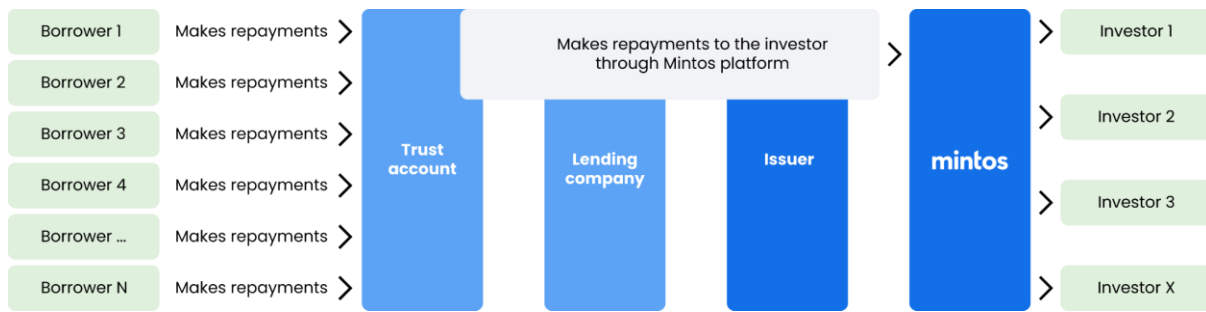 Borrower 1
Makes repayments
Borrower 2
Makes repayments
Borrower 3
Makes repayments
Borrower 4
Makes repayments
Borrower ...
Makes repayments
Borrower N
Makes repayments
Trust
account
Makes repayments to the investor
through Mintos platform
Lending
company
Issuer
mintos
Investor 1
Investor 2
Investor 3
Investor X